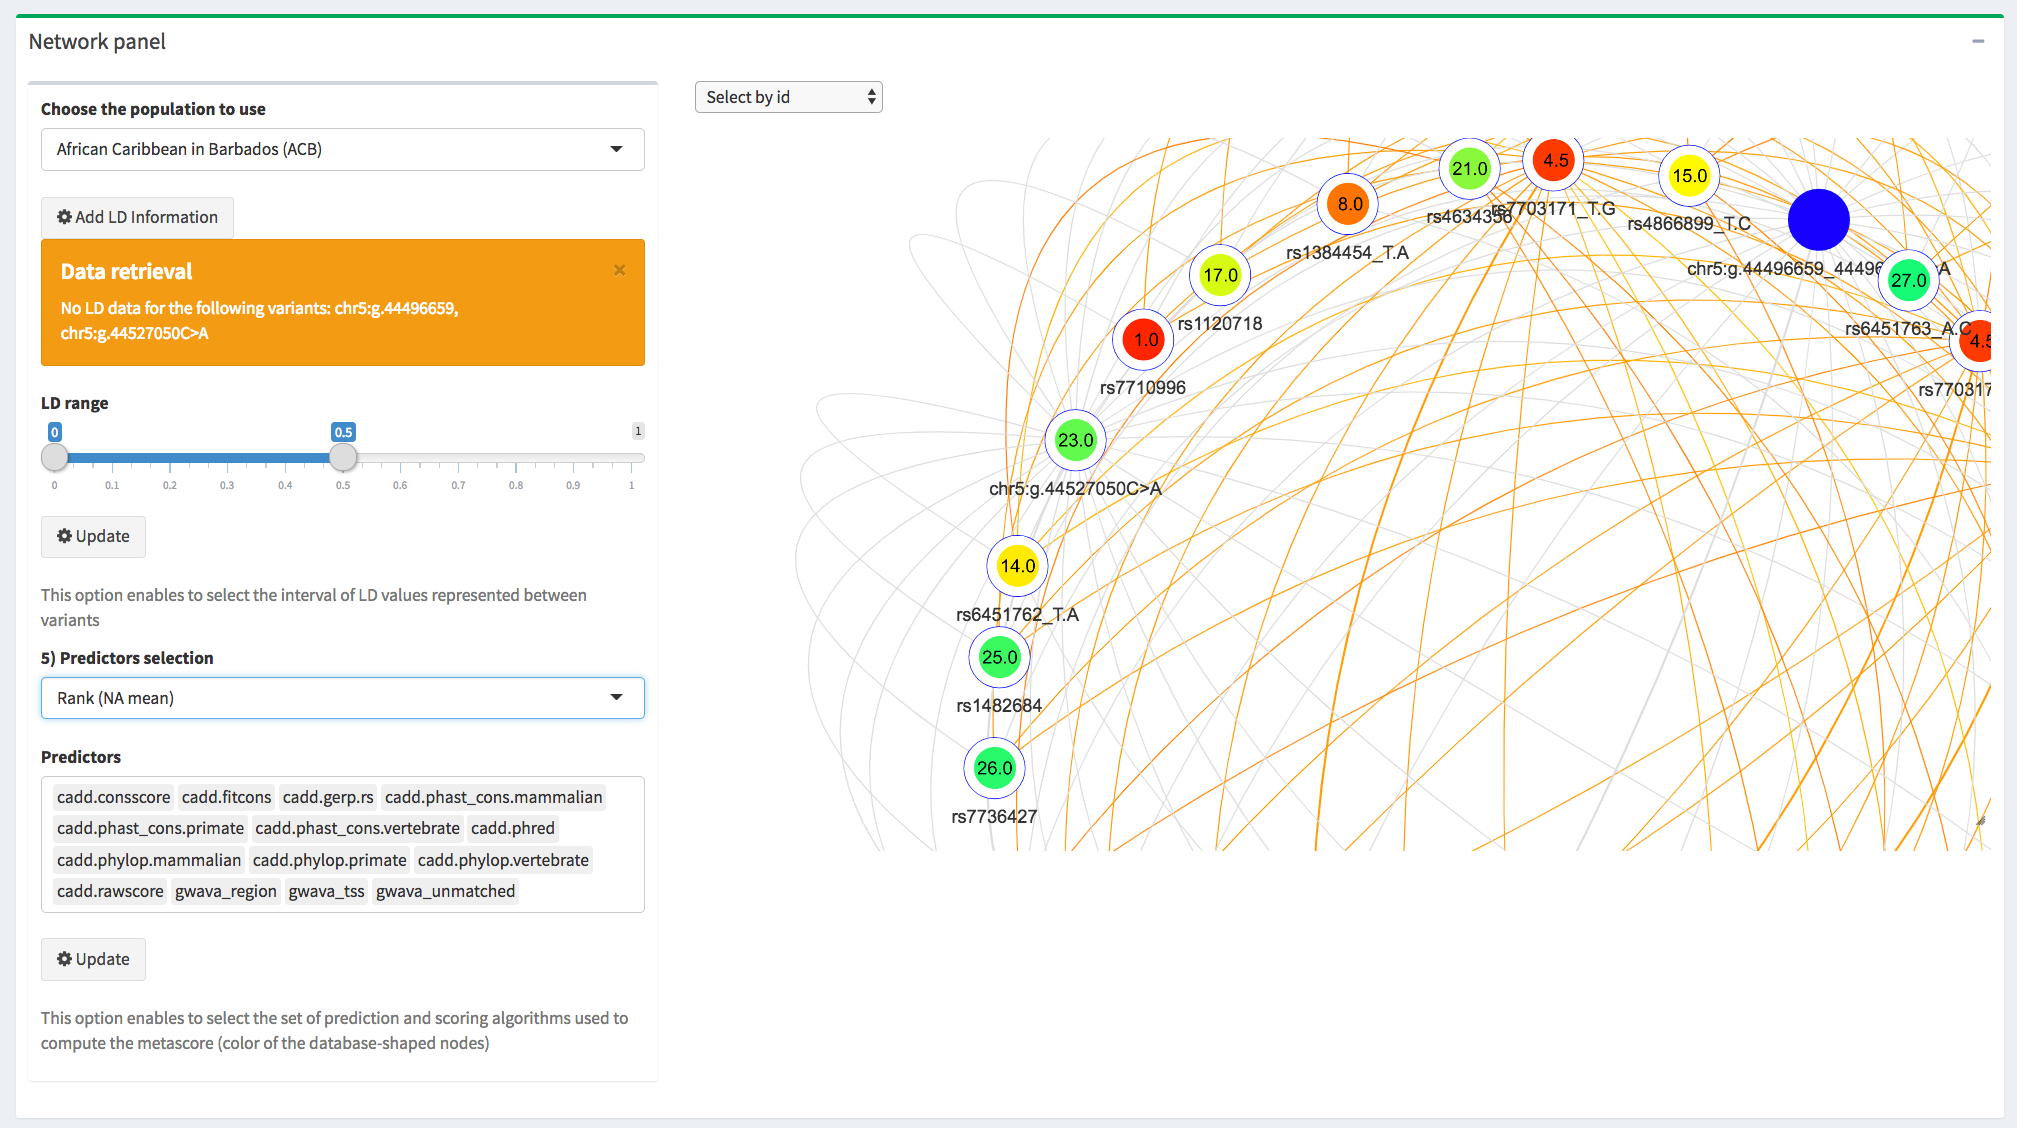 Network panel
Choose the population to use
African Caribbean in Barbados (ACB)
Add LD Information
Data retrieval
×
No LD data for the following variants: chr5:g.44496659,
chr5:g.44527050C>A
LD range
0
0.5
1
0 0.1 0.2 0.3 0.4 0.5 0.6 0.7 0.8 0.9 1
Update
This option enables to select the interval of LD values represented between
variants
5) Predictors selection
Rank (NA mean)
Predictors
cadd.consscore cadd.fitcons cadd.gerp.rs cadd.phast_cons.mammalian
cadd.phast_cons.primate cadd.phast_cons.vertebrate cadd.phred
cadd.phylop.mammalian cadd.phylop.primate cadd.phylop.vertebrate
cadd.rawscore gwava_region gwava_tss gwava_unmatched
Update
This option enables to select the set of prediction and scoring algorithms used to
compute the metascore (color of the database-shaped nodes)
Select by id
21.0
rs4634356
4.5
rs7703171_T.G
15.0
rs4866899_T.C
8.0
rs1384454_T.A
chr5:g.44496659_44496
A
17.0
rs1120718
27.0
rs6451763_A.C
1.0
rs7710996
4.5
rs770317
23.0
chr5:g.44527050C>A
14.0
rs6451762_T.A
25.0
rs1482684
26.0
rs7736427